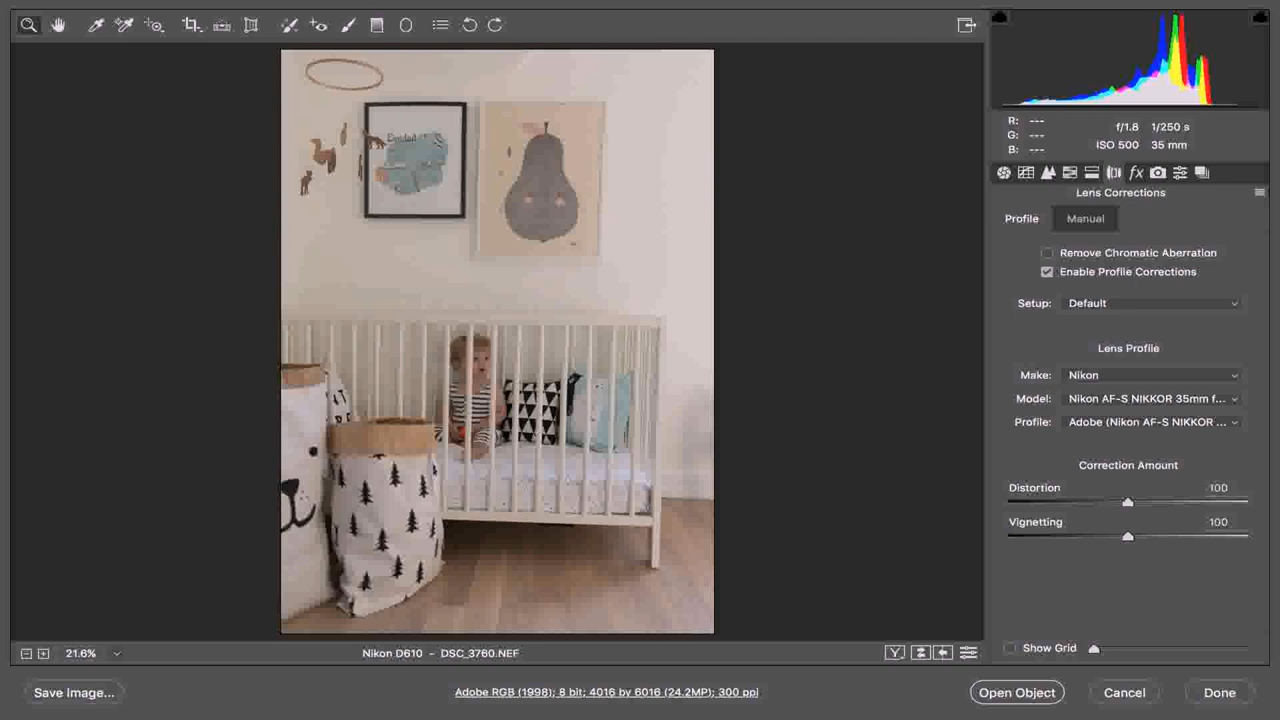 R: ---
G: ---
B: ---
f/1.8 1/250 s
ISO 500 35 mm
fx
Lens Corrections
Profile Manual
Remove Chromatic Aberration
Enable Profile Corrections
Setup: Default
Lens Profile
Make: Nikon
Model: Nikon AF-S NIKKOR 35mm f...
Profile: Adobe (Nikon AF-S NIKKOR ...
Correction Amount
Distortion 100
Vignetting 100
Show Grid
21.6%
Nikon D610 - DSC_3760.NEF
Y
Save Image...
Adobe RGB (1998); 8 bit; 4016 by 6016 (24.2MP); 300 ppi
Open Object
Cancel
Done